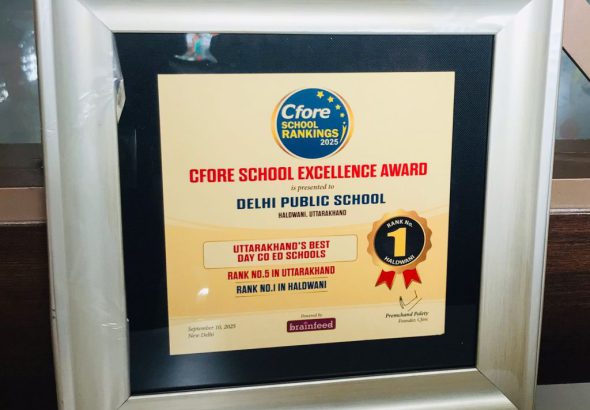 Cfore
SCHOOL
RANKINGS
2025
CFORE SCHOOL EXCELLENCE AWARD
is presented to
DELHI PUBLIC SCHOOL
HALDWANI, UTTARAKHAND
UTTARAKHAND'S BEST
DAY CO ED SCHOOLS
RANK NO.5 IN UTTARAKHAND
RANK NO.1 IN HALDWANI
RANK No.
1
HALDWANI
September 10, 2025
New Delhi
Powered by
brainfeed
Premchand Palety
Founder, Cfore